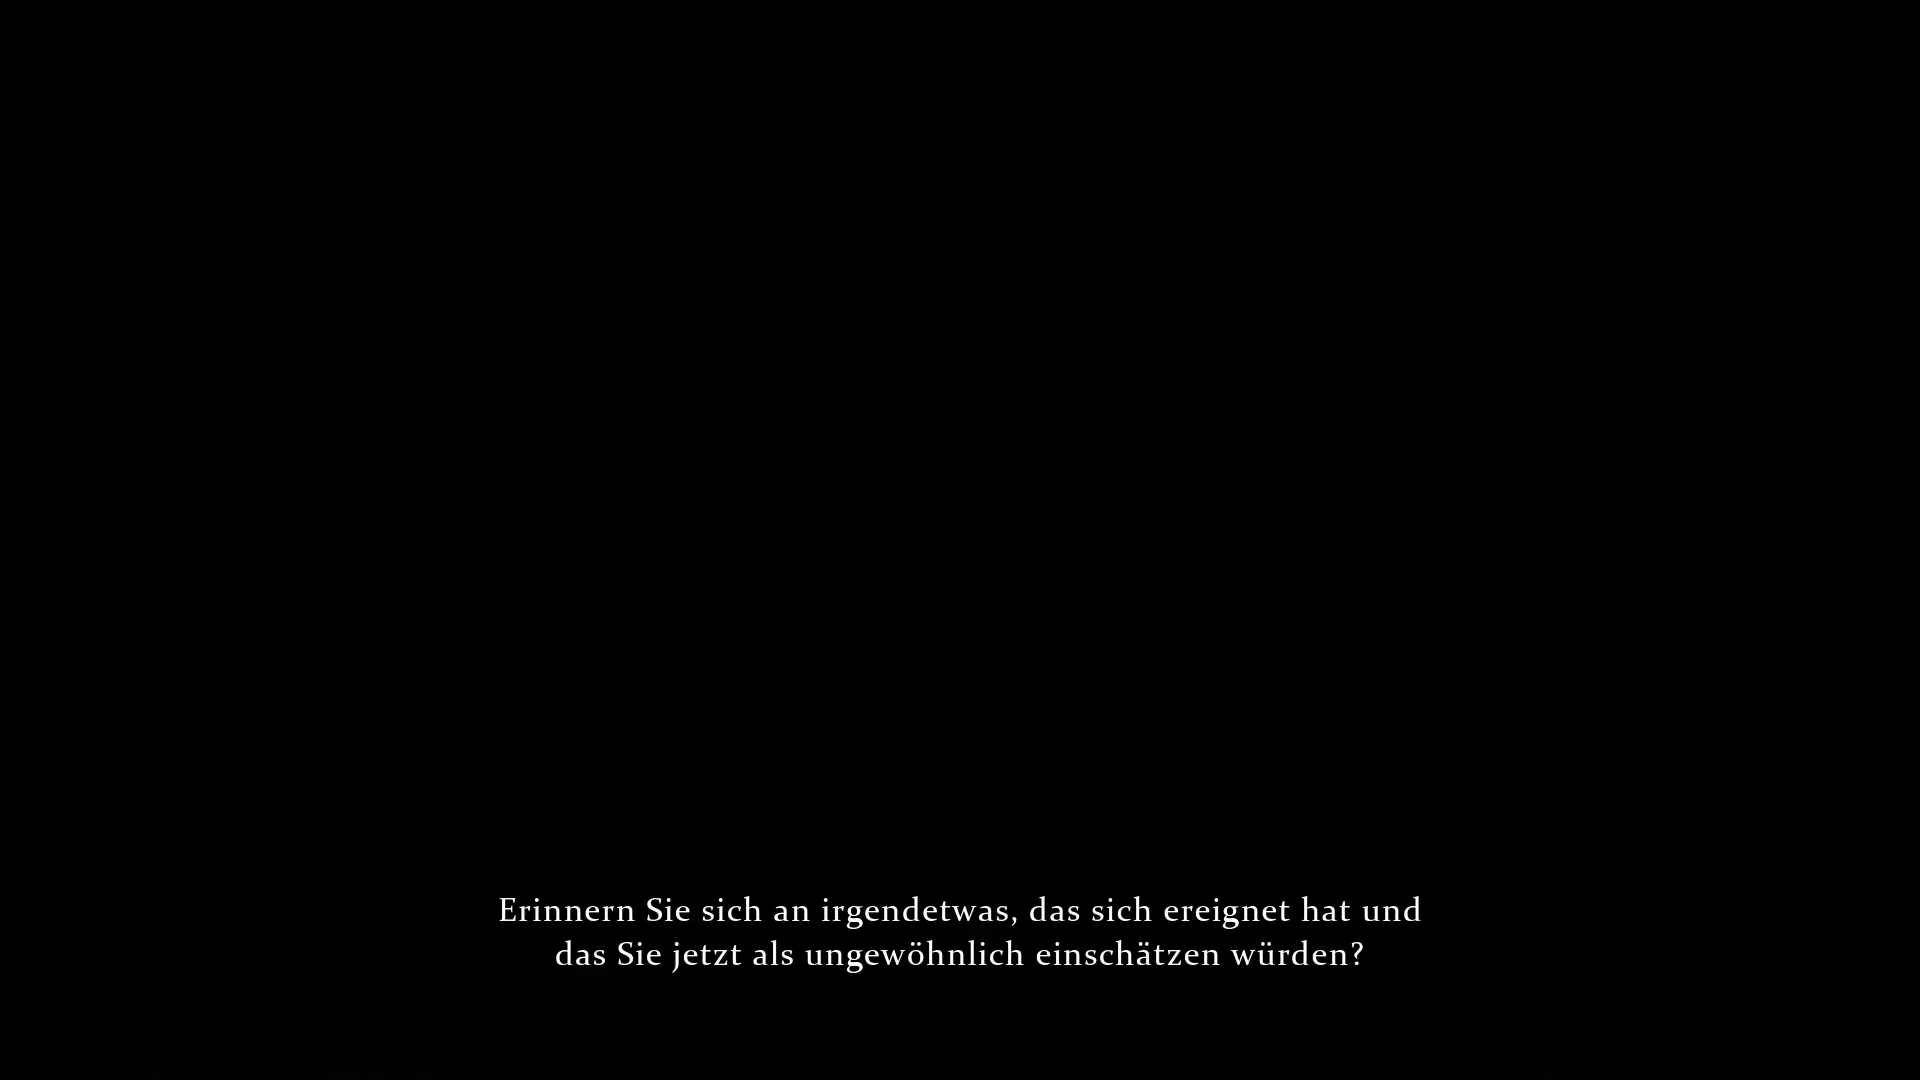 Erinnern Sie sich an irgendetwas, das sich ereignet hat und
das Sie jetzt als ungewöhnlich einschätzen würden?